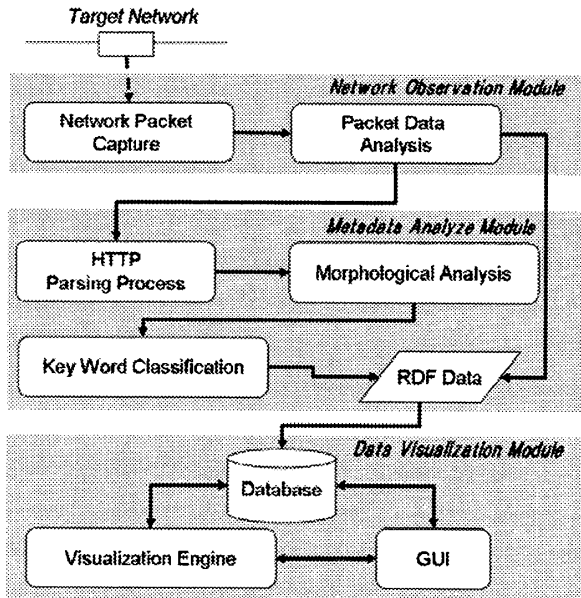 Target Network
Network Observation Module
Network Packet
Capture
Packet Data
Analysis
Metadada Analyze Module
HTTP
Parsing Process
Morphological Analysis
Key Word Classification
RDF Data
Data Visualization Module
Database
Visualization Engine
GUI